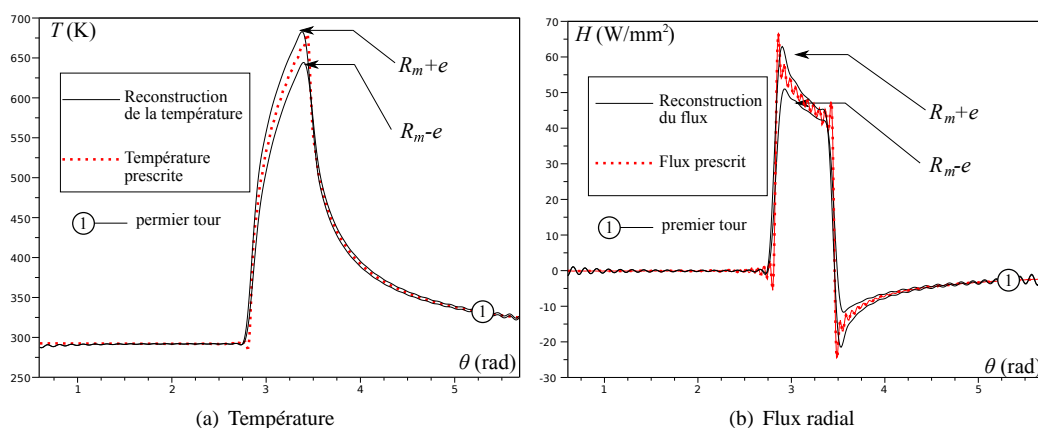 T (K)
700
650
600
550
500
450
400
350
300
250
1
2
3
4
5
θ (rad)
Reconstruction
de la température
Température
prescrite
1 permier tour
R_m+e
R_m-e
1
(a) Température
H (W/mm²)
70
60
50
40
30
20
10
0
-10
-20
-30
1
2
3
4
5
θ (rad)
Reconstruction
du flux
Flux prescrit
1 premier tour
R_m+e
R_m-e
1
(b) Flux radial